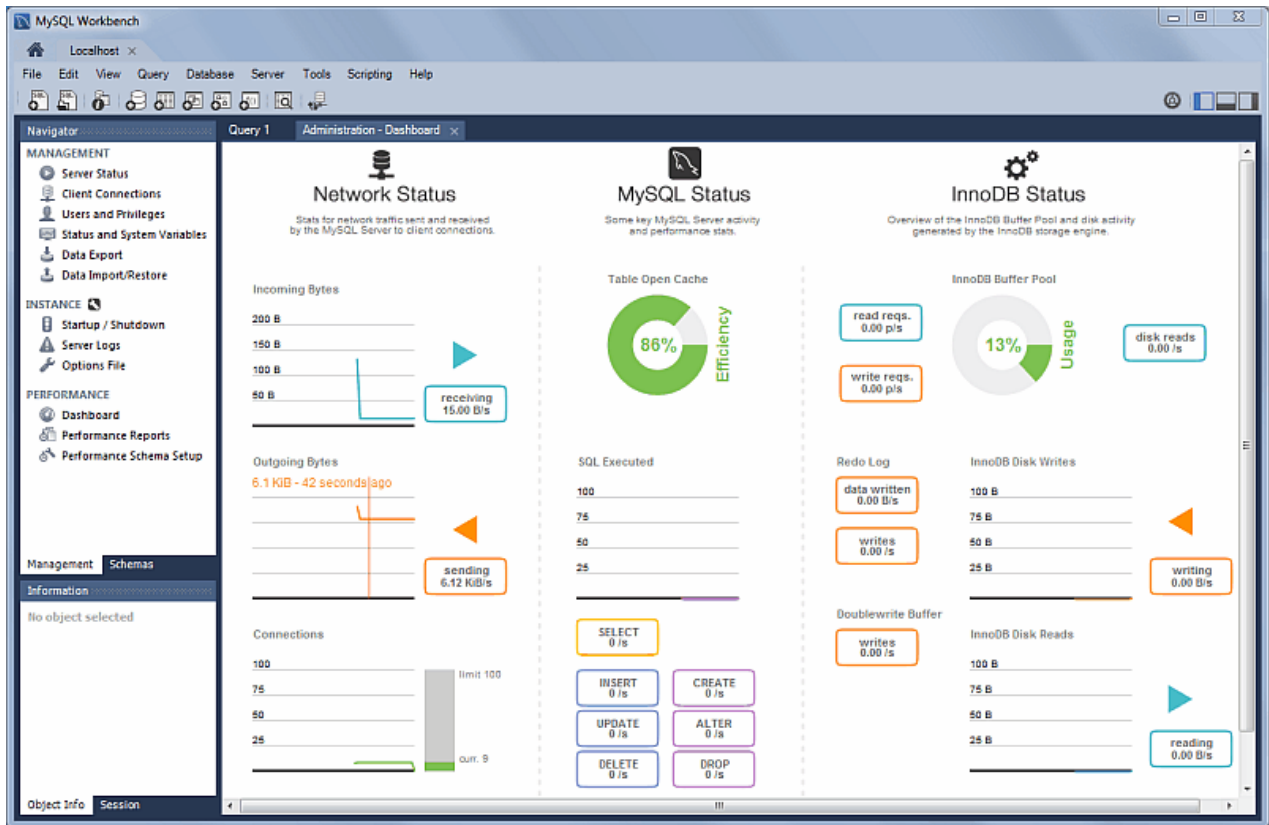 MySQL Workbench
Localhost
File Edit View Query Database Server Tools Scripting Help
Navigator
MANAGEMENT
Server Status
Client Connections
Users and Privileges
Status and System Variables
Data Export
Data Import/Restore
INSTANCE
Startup / Shutdown
Server Logs
Options File
PERFORMANCE
Dashboard
Performance Reports
Performance Schema Setup
Management Schemas
Information
No object selected
Object Info Session
Query 1 Administration - Dashboard
Network Status
Stats for network traffic sent and received
by the MySQL Server to client connections.
Incoming Bytes
200 B
150 B
100 B
50 B
receiving
15.00 B/s
Outgoing Bytes
6.1 KiB - 42 seconds ago
sending
6.12 KiB/s
Connections
100
75
50
25
limit 100
curr. 9
MySQL Status
Some key MySQL Server activity
and performance stats.
Table Open Cache
86%
Efficiency
SQL Executed
100
75
50
25
SELECT
0 /s
INSERT
0 /s
CREATE
0 /s
UPDATE
0 /s
ALTER
0 /s
DELETE
0 /s
DROP
0 /s
InnoDB Status
Overview of the InnoDB Buffer Pool and disk activity
generated by the InnoDB storage engine.
InnoDB Buffer Pool
read reqs.
0.00 p/s
write reqs.
0.00 p/s
13%
Usage
disk reads
0.00 /s
Redo Log
data written
0.00 B/s
writes
0.00 /s
Doublewrite Buffer
writes
0.00 /s
InnoDB Disk Writes
100 B
75 B
50 B
25 B
writing
0.00 B/s
InnoDB Disk Reads
100 B
75 B
50 B
25 B
reading
0.00 B/s